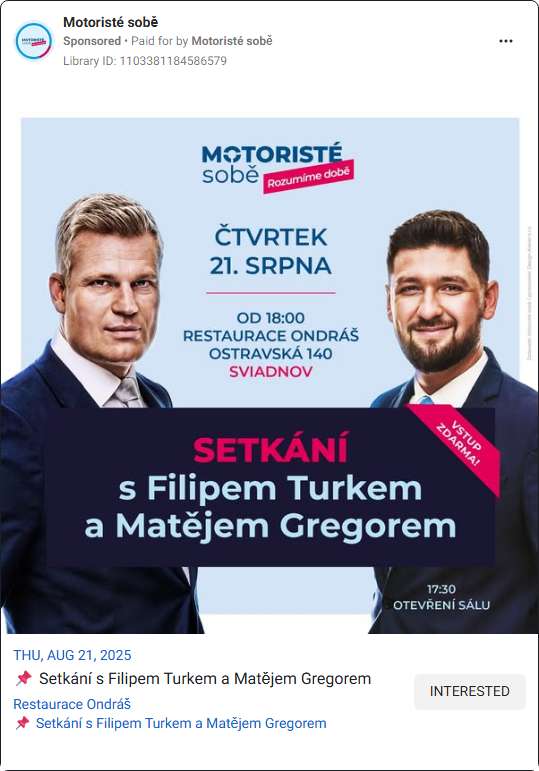 Motoristé sobě
Sponsored • Paid for by Motoristé sobě
Library ID: 1103381184586579
MOTORISTÉ
sobě Rozumíme době
ČTVRTEK
21. SRPNA
OD 18:00
RESTAURACE ONDRÁŠ
OSTRAVSKÁ 140
SVIADNOV
VSTUP
ZDARMA!
SETKÁNÍ
s Filipem Turkem
a Matějem Gregorem
17:30
OTEVŘENÍ SÁLU
THU, AUG 21, 2025
📌 Setkání s Filipem Turkem a Matějem Gregorem
INTERESTED
Restaurace Ondráš
📌 Setkání s Filipem Turkem a Matějem Gregorem